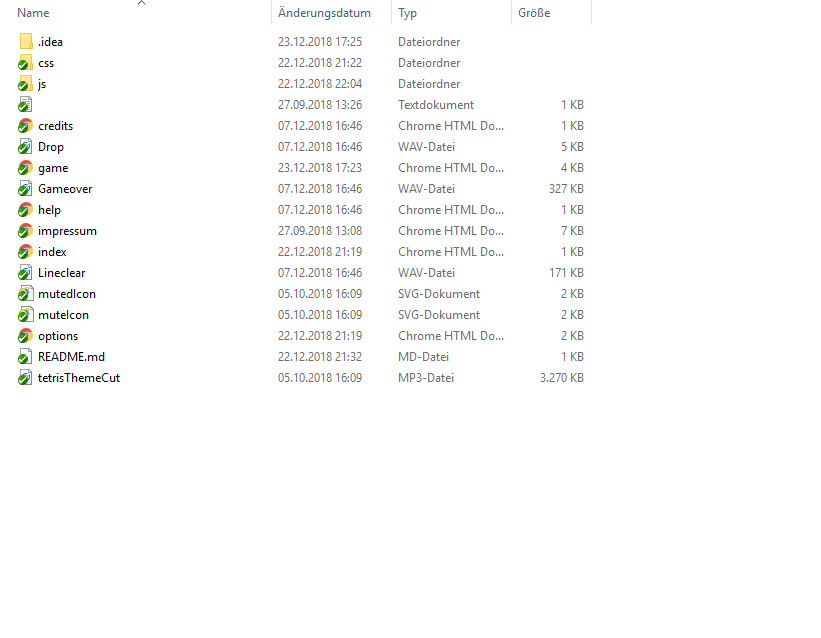 Name Änderungsdatum Typ Größe
.idea 23.12.2018 17:25 Dateiordner
css 22.12.2018 21:22 Dateiordner
js 22.12.2018 22:04 Dateiordner
27.09.2018 13:26 Textdokument 1 KB
credits 07.12.2018 16:46 Chrome HTML Do... 1 KB
Drop 07.12.2018 16:46 WAV-Datei 5 KB
game 23.12.2018 17:23 Chrome HTML Do... 4 KB
Gameover 07.12.2018 16:46 WAV-Datei 327 KB
help 07.12.2018 16:46 Chrome HTML Do... 1 KB
impressum 27.09.2018 13:08 Chrome HTML Do... 7 KB
index 22.12.2018 21:19 Chrome HTML Do... 1 KB
Lineclear 07.12.2018 16:46 WAV-Datei 171 KB
mutedIcon 05.10.2018 16:09 SVG-Dokument 2 KB
muteIcon 05.10.2018 16:09 SVG-Dokument 2 KB
options 22.12.2018 21:19 Chrome HTML Do... 2 KB
README.md 22.12.2018 21:32 MD-Datei 1 KB
tetrisThemeCut 05.10.2018 16:09 MP3-Datei 3.270 KB